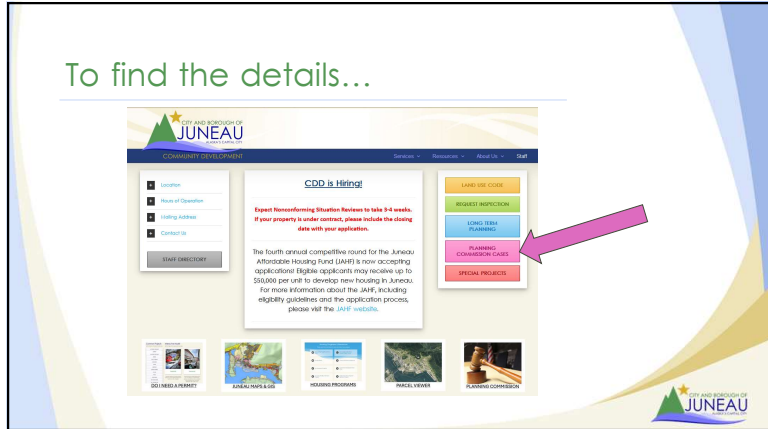 To find the details...
CITY AND BOROUGH OF
JUNEAU
ALASKA'S CAPITAL CITY
COMMUNITY DEVELOPMENT
Services
Resources
About Us
Staff
Location
Hours of Operation
Mailing Address
Contact Us
STAFF DIRECTORY
CDD is Hiring!
Expect Nonconforming Situation Reviews to take 3-4 weeks.
If your property is under contract, please include the closing
date with your application.
The fourth annual competitive round for the Juneau
Affordable Housing Fund (JAHF) is now accepting
applications! Eligible applicants may receive up to
$50,000 per unit to develop new housing in Juneau.
For more information about the JAHF, including
eligibility guidelines and the application process,
please visit the JAHF website.
LAND USE CODE
REQUEST INSPECTION
LONG TERM
PLANNING
PLANNING
COMMISSION CASES
SPECIAL PROJECTS
DO I NEED A PERMIT?
JUNEAU MAPS & GIS
HOUSING PROGRAMS
PARCEL VIEWER
PLANNING COMMISSION
CITY AND BOROUGH OF
JUNEAU
ALASKA'S CAPITAL CITY